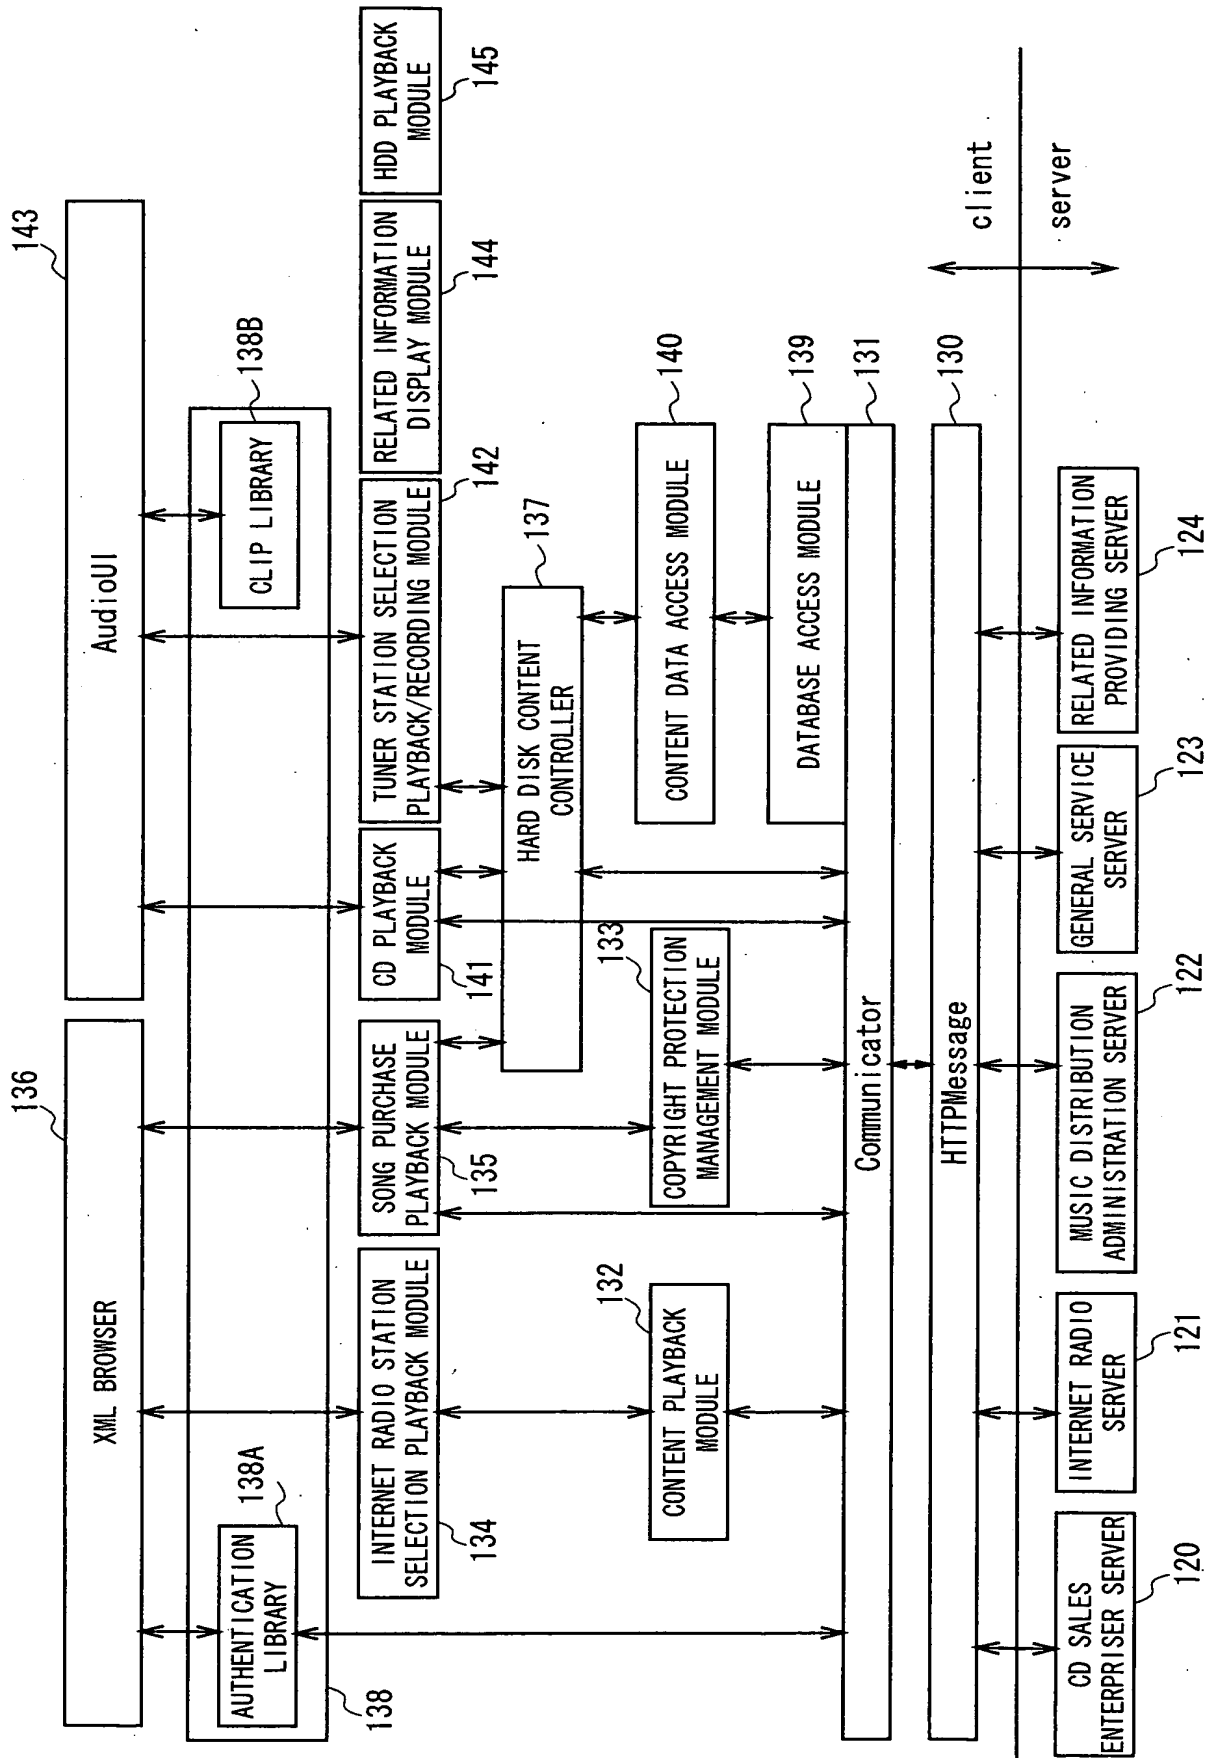 136
XML BROWSER
143
AudioUI
138A
AUTHENTICATION
LIBRARY
138
138B
CLIP LIBRARY
INTERNET RADIO STATION
SELECTION PLAYBACK MODULE
134
SONG PURCHASE
PLAYBACK MODULE
135
CD PLAYBACK
MODULE
141
TUNER STATION SELECTION
PLAYBACK/RECORDING MODULE
142
RELATED INFORMATION
DISPLAY MODULE
144
HDD PLAYBACK
MODULE
145
HARD DISK CONTENT
CONTROLLER
137
132
CONTENT PLAYBACK
MODULE
133
COPYRIGHT PROTECTION
MANAGEMENT MODULE
CONTENT DATA ACCESS MODULE
140
DATABASE ACCESS MODULE
139
Communicator
131
HTTPMessage
130
client
server
CD SALES
ENTERPRISER SERVER
120
INTERNET RADIO
SERVER
121
MUSIC DISTRIBUTION
ADMINISTRATION SERVER
122
GENERAL SERVICE
SERVER
123
RELATED INFORMATION
PROVIDING SERVER
124